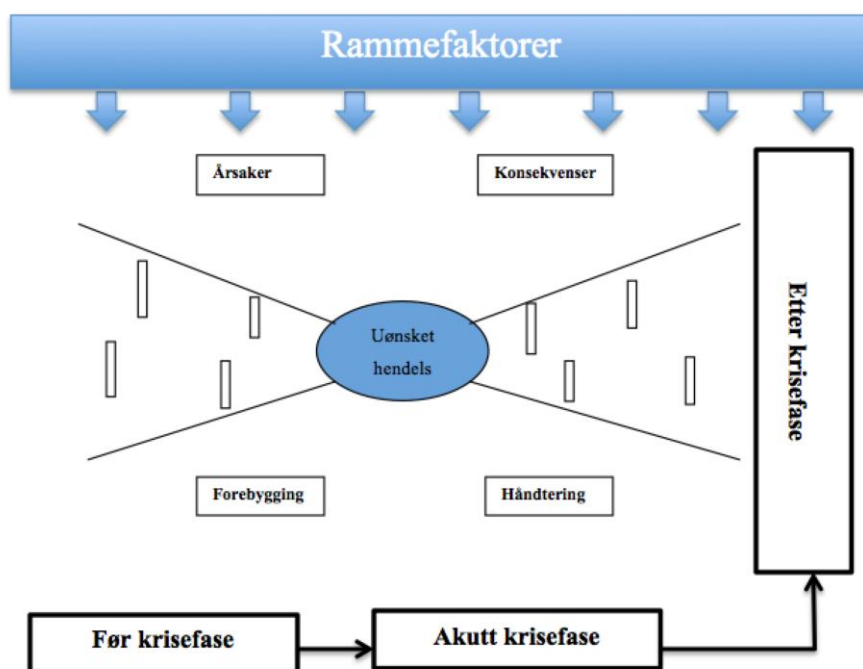 Rammefaktorer
Årsaker
Konsekvenser
Uønsket
hendels
Etter krisefase
Forebygging
Håndtering
Før krisefase
Akutt krisefase